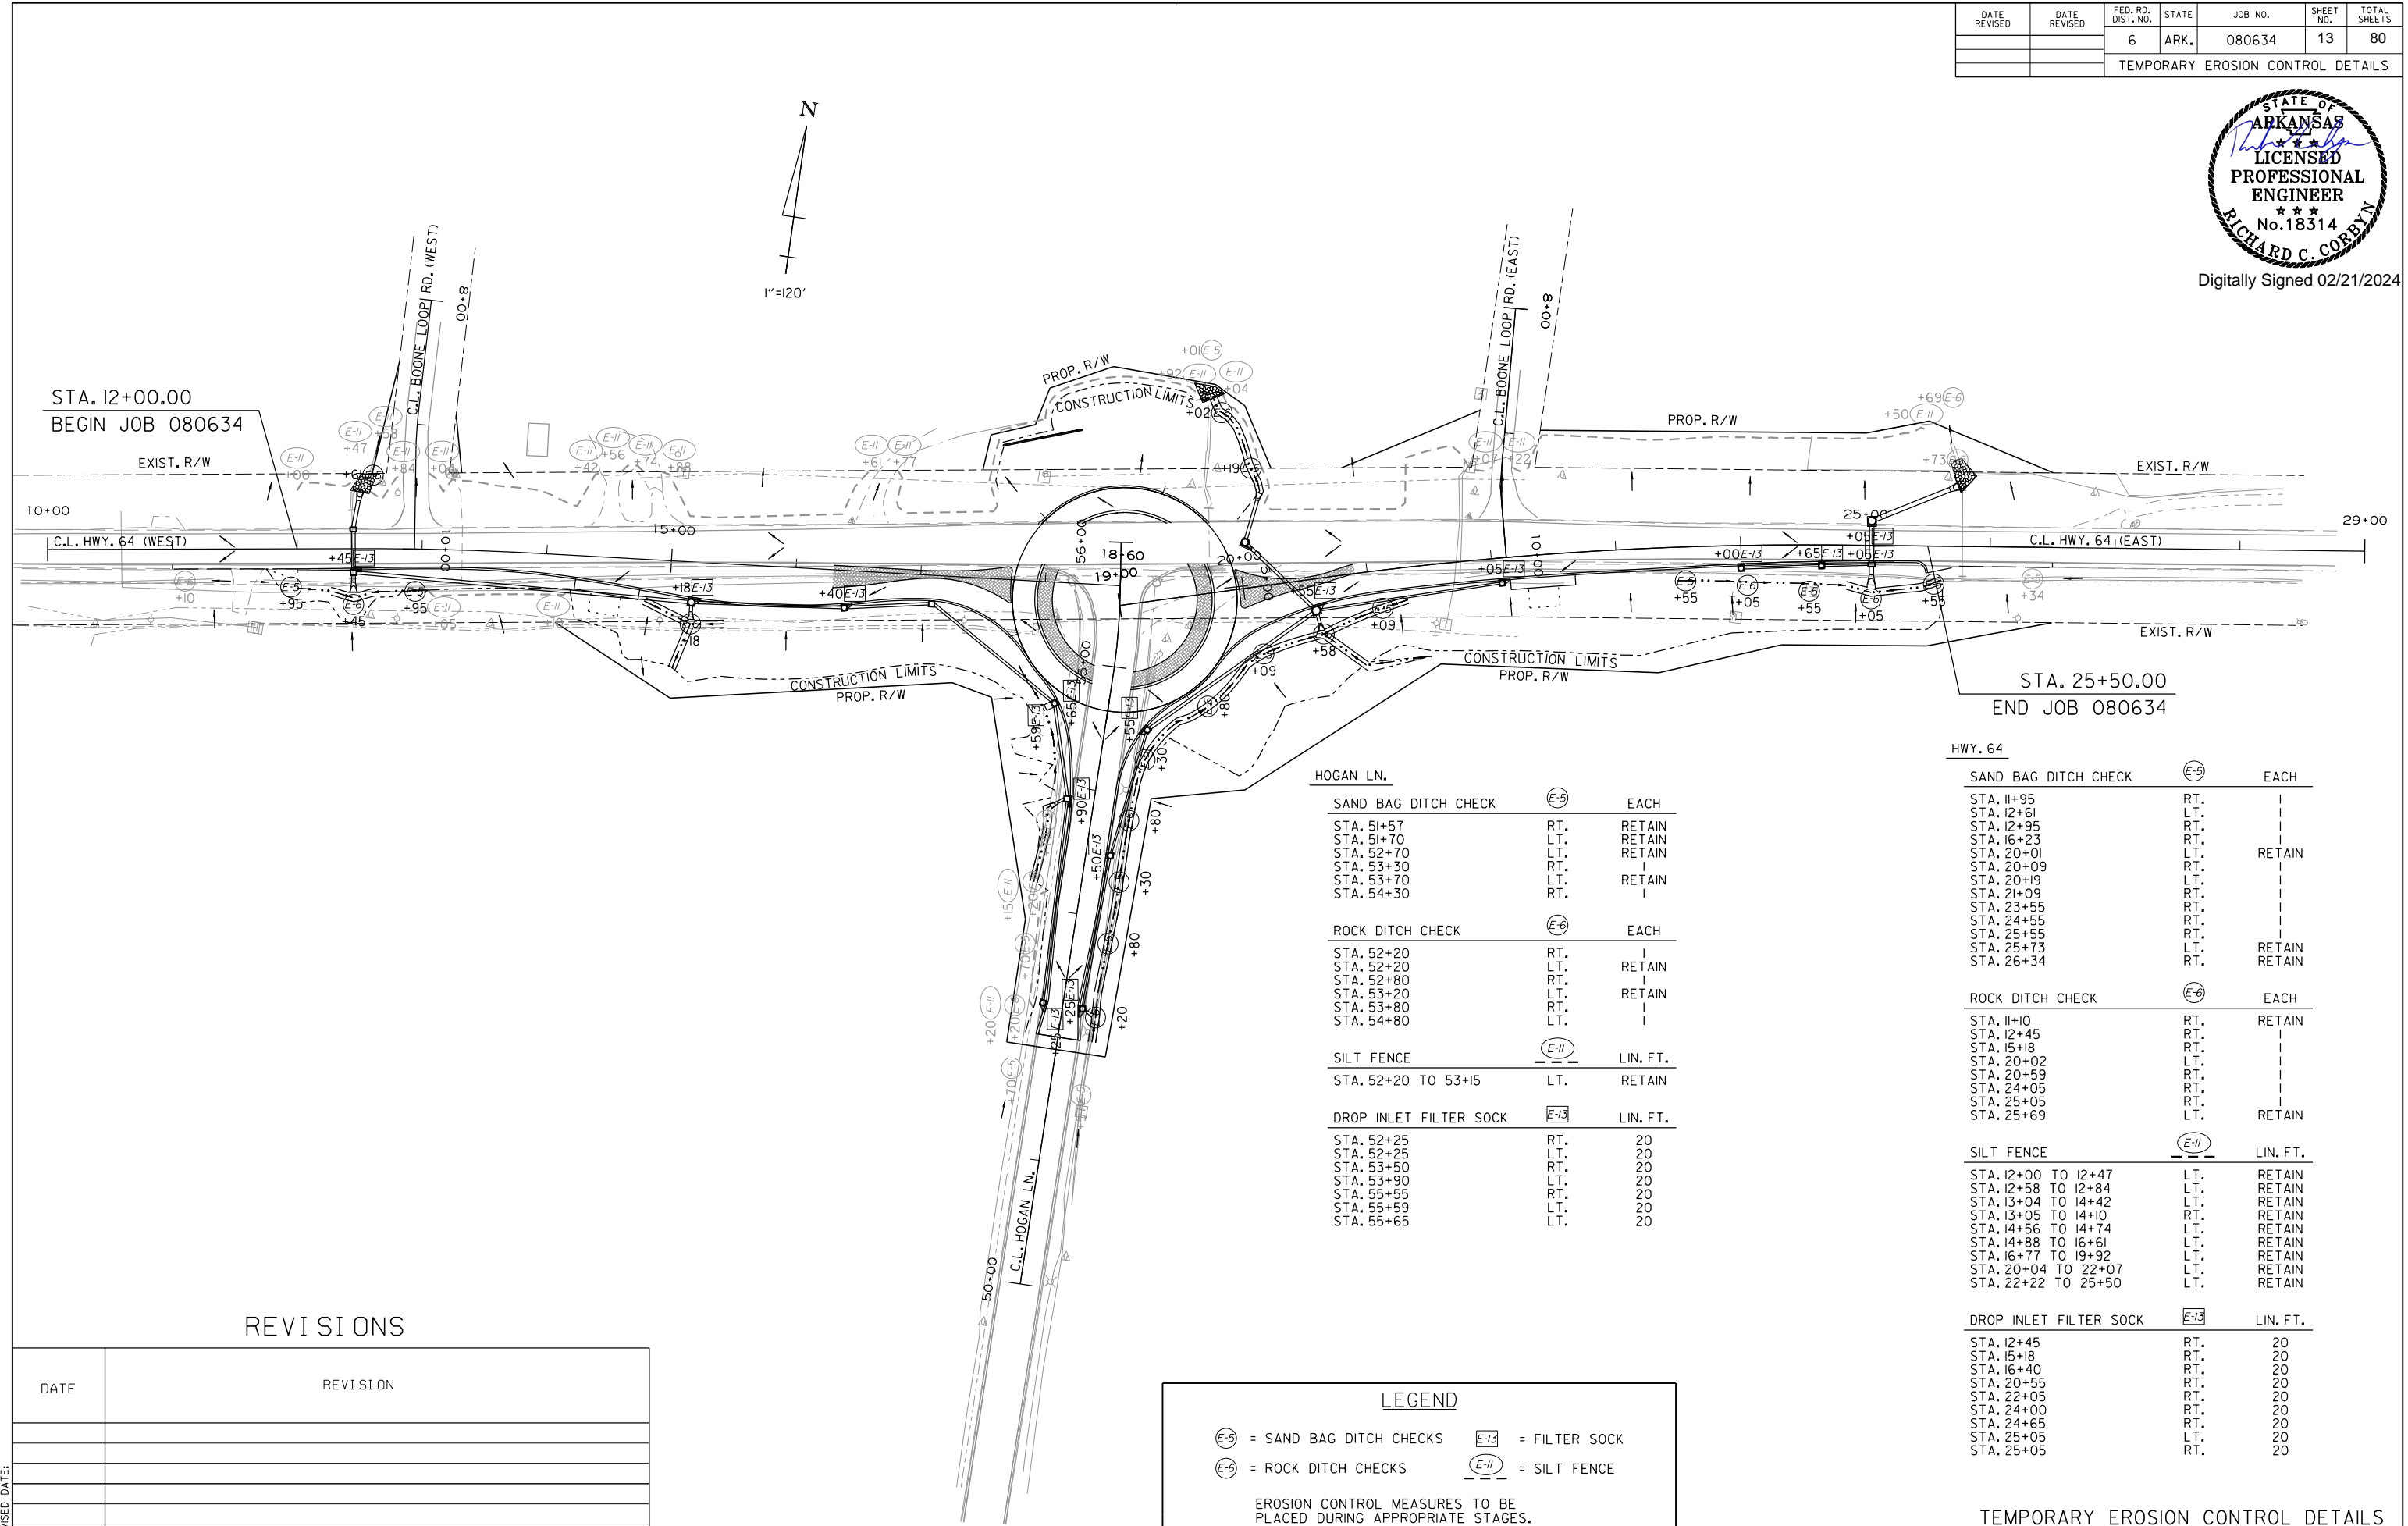 DATE REVISED
DATE REVISED
FED. RD. DIST. NO.
STATE
JOB NO.
SHEET NO.
TOTAL SHEETS
6
ARK.
080634
13
80
TEMPORARY EROSION CONTROL DETAILS
STATE OF
ARKANSAS
LICENSED
PROFESSIONAL
ENGINEER
No.18314
RICHARD C. CORBYN
Digitally Signed 02/21/2024
N
1"=120'
STA. 12+00.00
BEGIN JOB 080634
EXIST. R/W
C.L. BOONE LOOP RD. (WEST)
8+00
PROP. R/W
CONSTRUCTION LIMITS
C.L. BOONE LOOP RD. (EAST)
8+00
PROP. R/W
EXIST. R/W
10+00
C.L. HWY. 64 (WEST)
10+00
15+00
56+00
18+60
19+00
20+00
10+00
25+00
C.L. HWY. 64 (EAST)
29+00
CONSTRUCTION LIMITS
PROP. R/W
55+00
CONSTRUCTION LIMITS
PROP. R/W
EXIST. R/W
STA. 25+50.00
END JOB 080634
C.L. HOGAN LN.
50+00
HOGAN LN.
SAND BAG DITCH CHECK E-5 EACH
STA. 51+57 RT. RETAIN
STA. 51+70 LT. RETAIN
STA. 52+70 LT. RETAIN
STA. 53+30 RT. 1
STA. 53+70 LT. RETAIN
STA. 54+30 RT. 1
ROCK DITCH CHECK E-6 EACH
STA. 52+20 RT. 1
STA. 52+20 LT. RETAIN
STA. 52+80 RT. 1
STA. 53+20 LT. RETAIN
STA. 53+80 RT. 1
STA. 54+80 LT. 1
SILT FENCE E-11 LIN. FT.
STA. 52+20 TO 53+15 LT. RETAIN
DROP INLET FILTER SOCK E-13 LIN. FT.
STA. 52+25 RT. 20
STA. 52+25 LT. 20
STA. 53+50 RT. 20
STA. 53+90 LT. 20
STA. 55+55 RT. 20
STA. 55+59 LT. 20
STA. 55+65 LT. 20
HWY. 64
SAND BAG DITCH CHECK E-5 EACH
STA. 11+95 RT. 1
STA. 12+61 LT. 1
STA. 12+95 RT. 1
STA. 16+23 RT. 1
STA. 20+01 LT. RETAIN
STA. 20+09 RT. 1
STA. 20+19 LT. 1
STA. 21+09 RT. 1
STA. 23+55 RT. 1
STA. 24+55 RT. 1
STA. 25+55 RT. 1
STA. 25+73 LT. RETAIN
STA. 26+34 RT. RETAIN
ROCK DITCH CHECK E-6 EACH
STA. 11+10 RT. RETAIN
STA. 12+45 RT. 1
STA. 15+18 RT. 1
STA. 20+02 LT. 1
STA. 20+59 RT. 1
STA. 24+05 RT. 1
STA. 25+05 RT. 1
STA. 25+69 LT. RETAIN
SILT FENCE E-11 LIN. FT.
STA. 12+00 TO 12+47 LT. RETAIN
STA. 12+58 TO 12+84 LT. RETAIN
STA. 13+04 TO 14+42 LT. RETAIN
STA. 13+05 TO 14+10 RT. RETAIN
STA. 14+56 TO 14+74 LT. RETAIN
STA. 14+88 TO 16+61 LT. RETAIN
STA. 16+77 TO 19+92 LT. RETAIN
STA. 20+04 TO 22+07 LT. RETAIN
STA. 22+22 TO 25+50 LT. RETAIN
DROP INLET FILTER SOCK E-13 LIN. FT.
STA. 12+45 RT. 20
STA. 15+18 RT. 20
STA. 16+40 RT. 20
STA. 20+55 RT. 20
STA. 22+05 RT. 20
STA. 24+00 RT. 20
STA. 24+65 RT. 20
STA. 25+05 LT. 20
STA. 25+05 RT. 20
REVISIONS
DATE
REVISION
LEGEND
E-5 = SAND BAG DITCH CHECKS E-13 = FILTER SOCK
E-6 = ROCK DITCH CHECKS E-11 = SILT FENCE
EROSION CONTROL MEASURES TO BE
PLACED DURING APPROPRIATE STAGES.
TEMPORARY EROSION CONTROL DETAILS